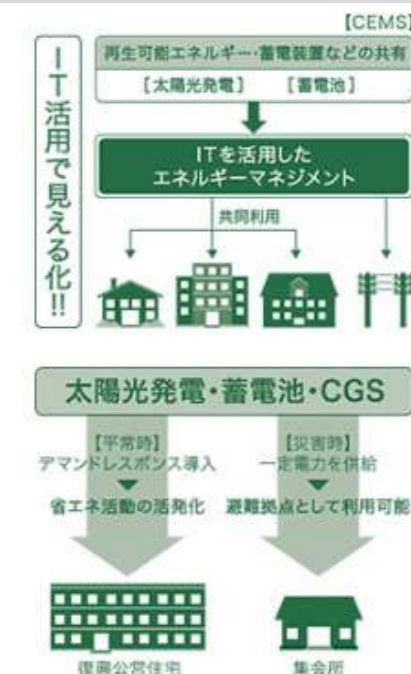 【CEMS】
IT活用で見える化!!
再生可能エネルギー・蓄電装置などの共有
【太陽光発電】 【蓄電池】
ITを活用した
エネルギーマネジメント
共同利用
太陽光発電・蓄電池・CGS
【平常時】
デマンドレスポンス導入
省エネ活動の活発化
【災害時】
一定電力を供給
避難拠点として利用可能
復興公営住宅
集会所